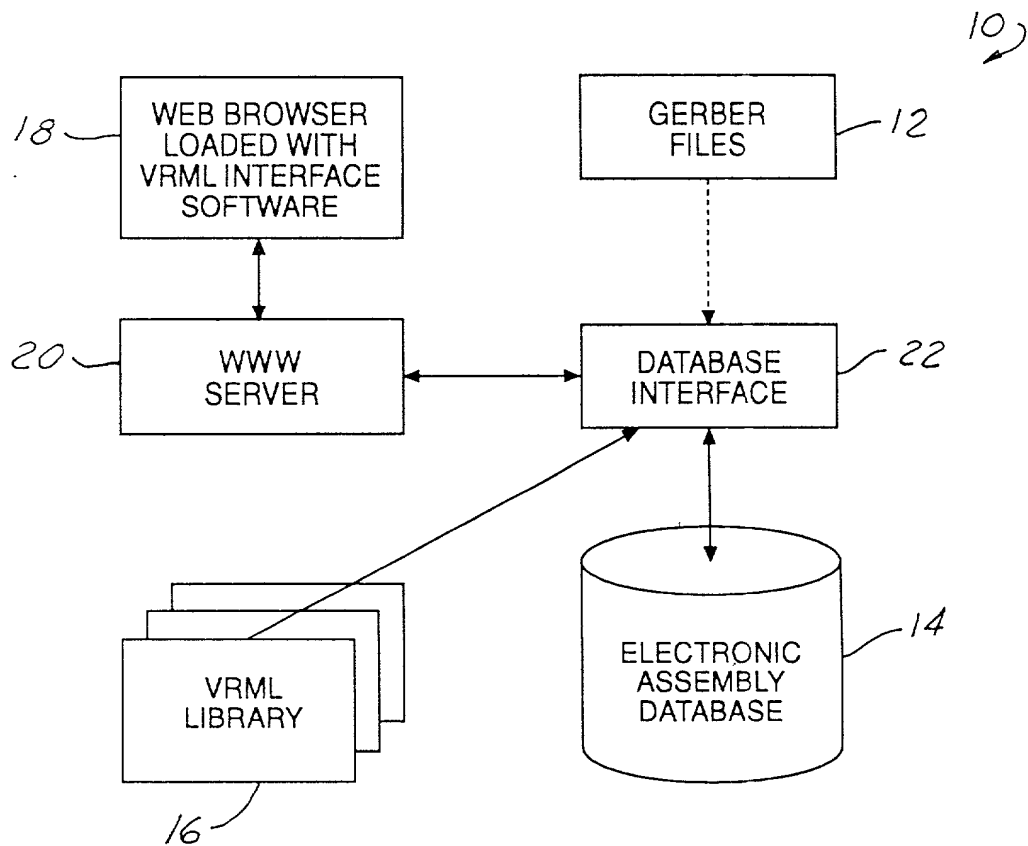 10
18
WEB BROWSER
LOADED WITH
VRML INTERFACE
SOFTWARE
GERBER
FILES
12
20
WWW
SERVER
DATABASE
INTERFACE
22
VRML
LIBRARY
16
ELECTRONIC
ASSEMBLY
DATABASE
14